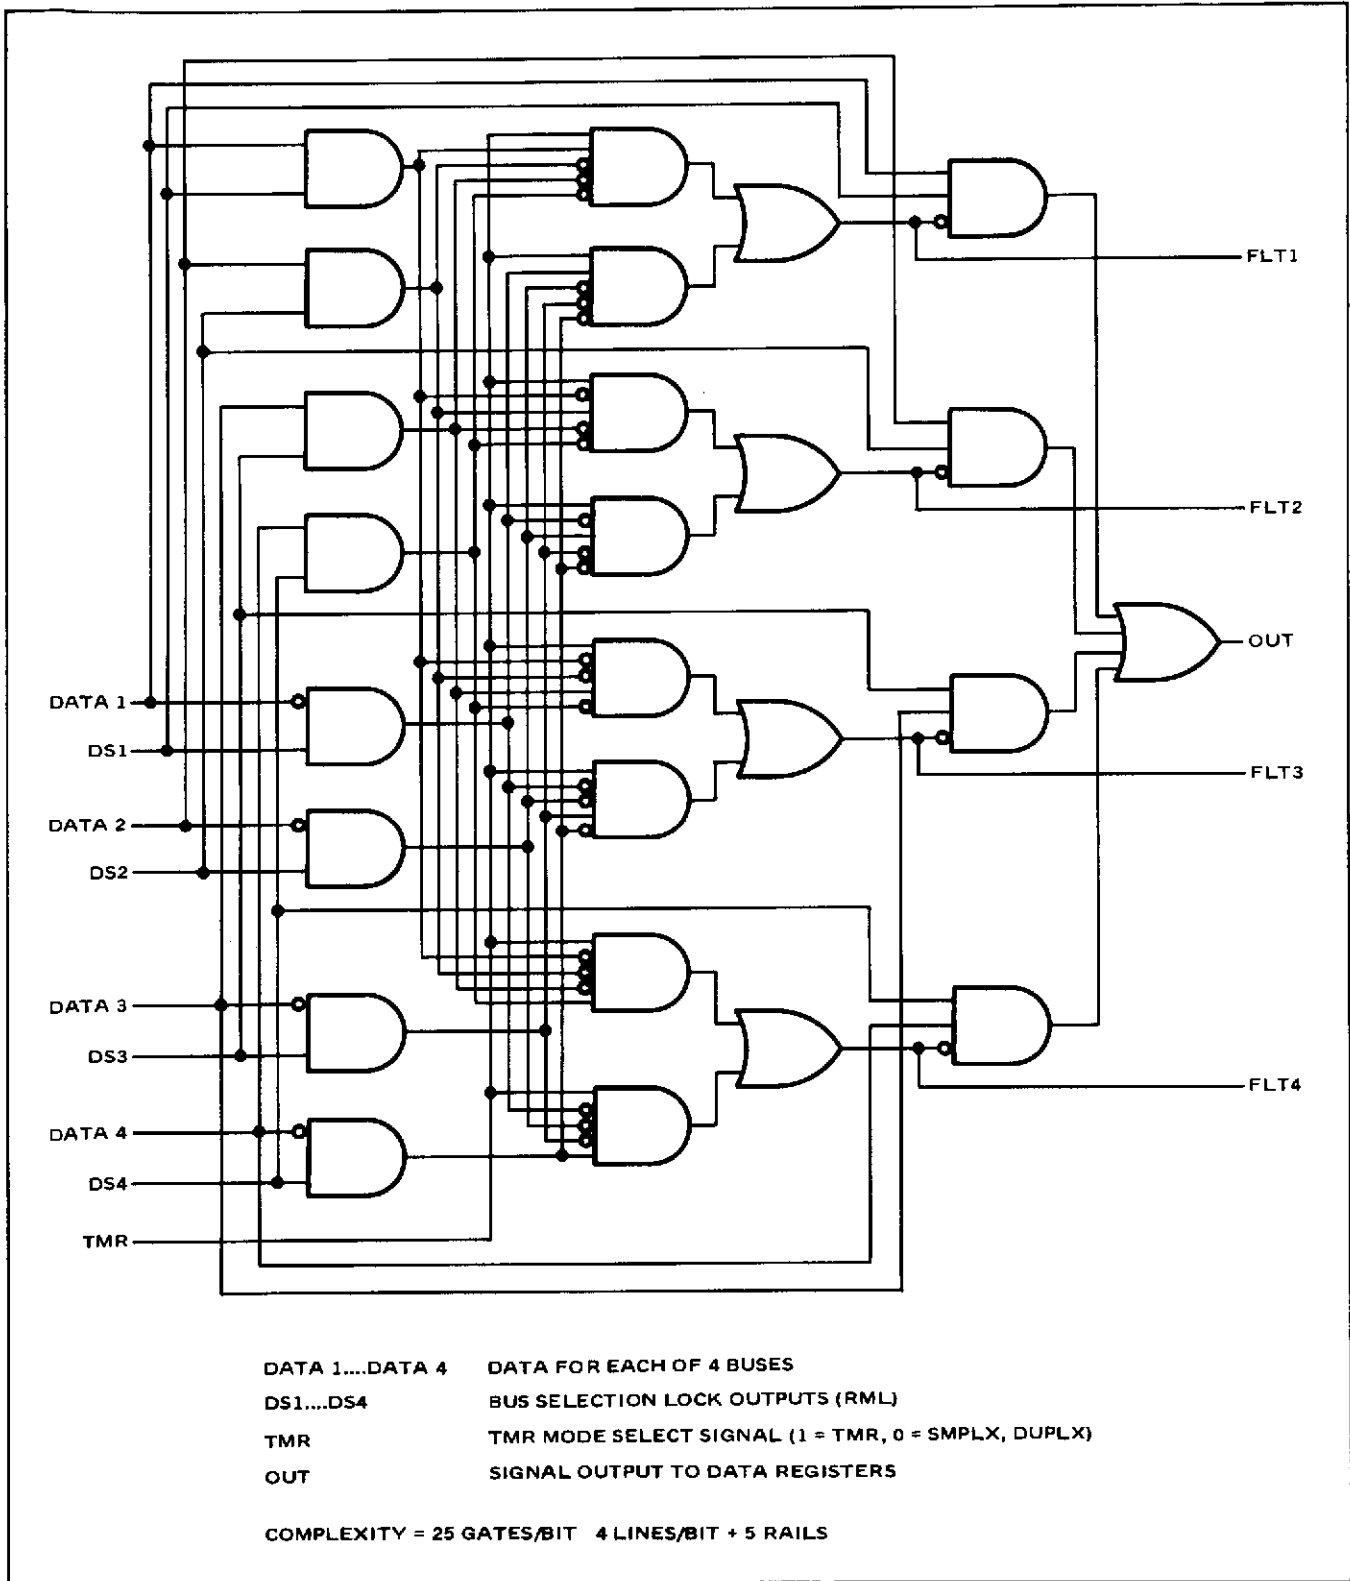 FLT1
FLT2
OUT
DATA 1
DS1
FLT3
DATA 2
DS2
DATA 3
DS3
FLT4
DATA 4
DS4
TMR
DATA 1....DATA 4 DATA FOR EACH OF 4 BUSES
DS1....DS4 BUS SELECTION LOCK OUTPUTS (RML)
TMR TMR MODE SELECT SIGNAL (1 = TMR, 0 = SMPLX, DUPLX)
OUT SIGNAL OUTPUT TO DATA REGISTERS
COMPLEXITY = 25 GATES/BIT 4 LINES/BIT + 5 RAILS